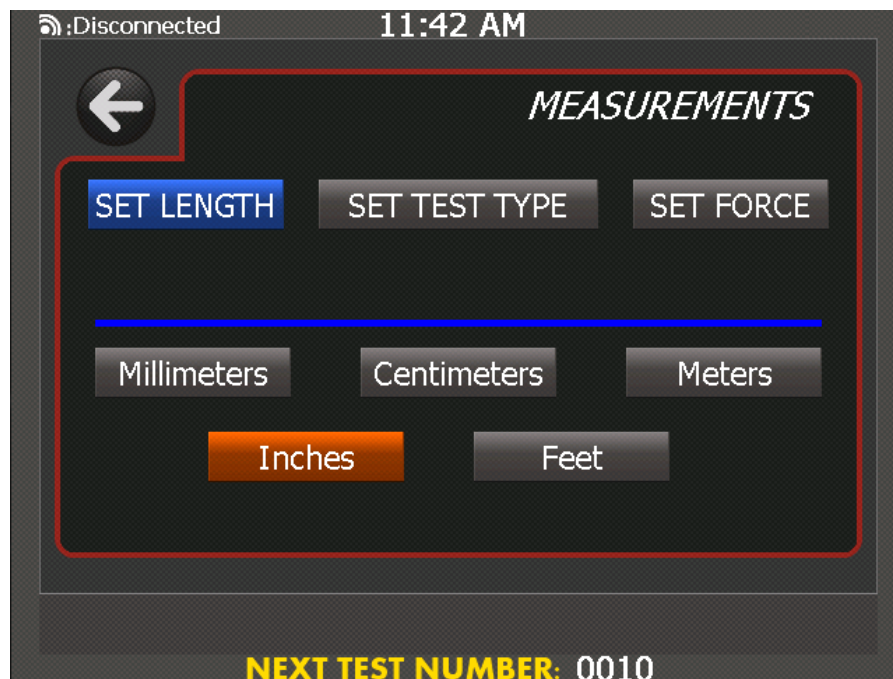 :Disconnected 11:42 AM
MEASUREMENTS
SET LENGTH SET TEST TYPE SET FORCE
Millimeters Centimeters Meters
Inches Feet
NEXT TEST NUMBER: 0010